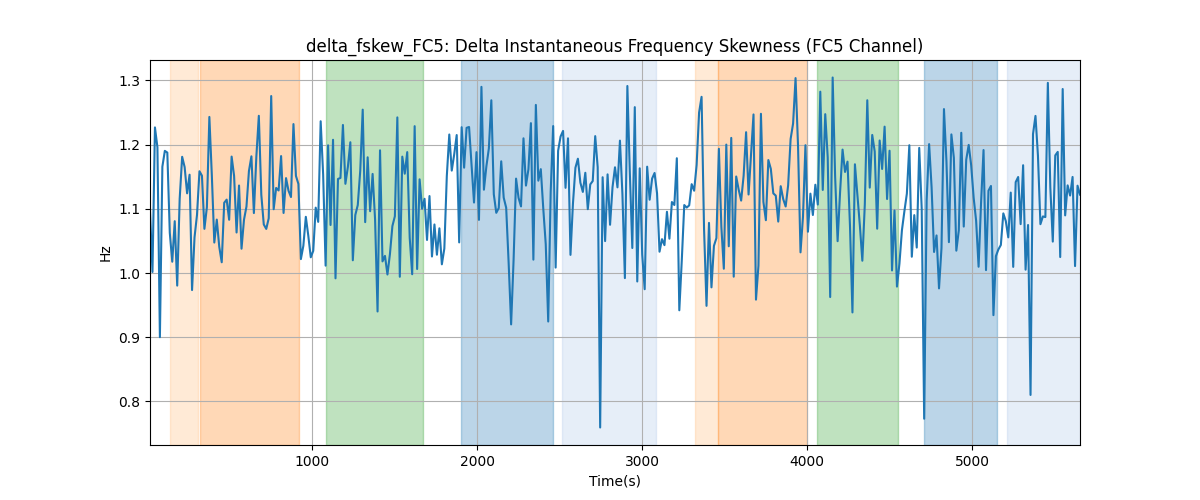 delta_fskew_FC5: Delta Instantaneous Frequency Skewness (FC5 Channel)
1.3
1.2
1.1
1.0
0.9
0.8
Hz
1000 2000 3000 4000 5000
Time(s)